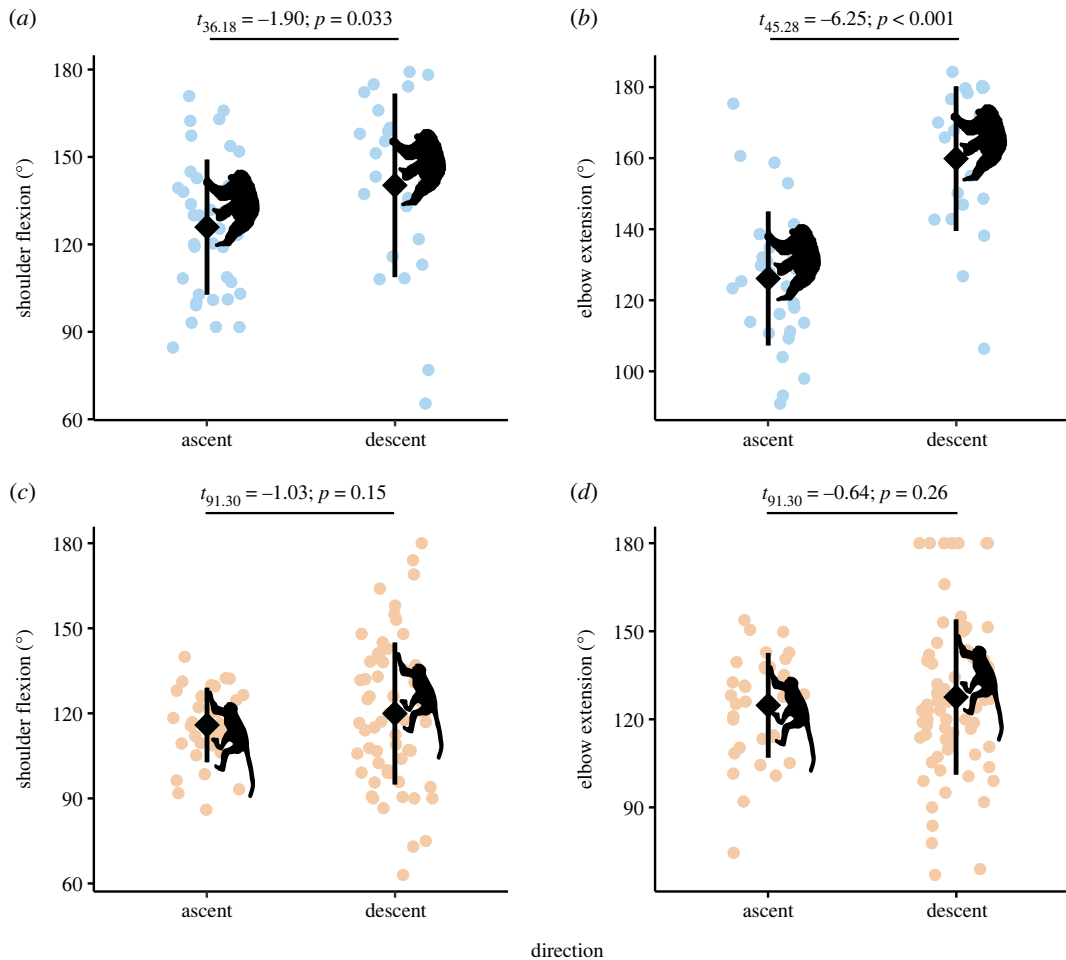 (a)
t36.18 = –1.90; p = 0.033
shoulder flexion (°)
180
150
120
90
60
ascent descent
(b)
t45.28 = –6.25; p < 0.001
elbow extension (°)
180
160
140
120
100
ascent descent
(c)
t91.30 = –1.03; p = 0.15
shoulder flexion (°)
180
150
120
90
60
ascent descent
(d)
t91.30 = –0.64; p = 0.26
elbow extension (°)
180
150
120
90
ascent descent
direction